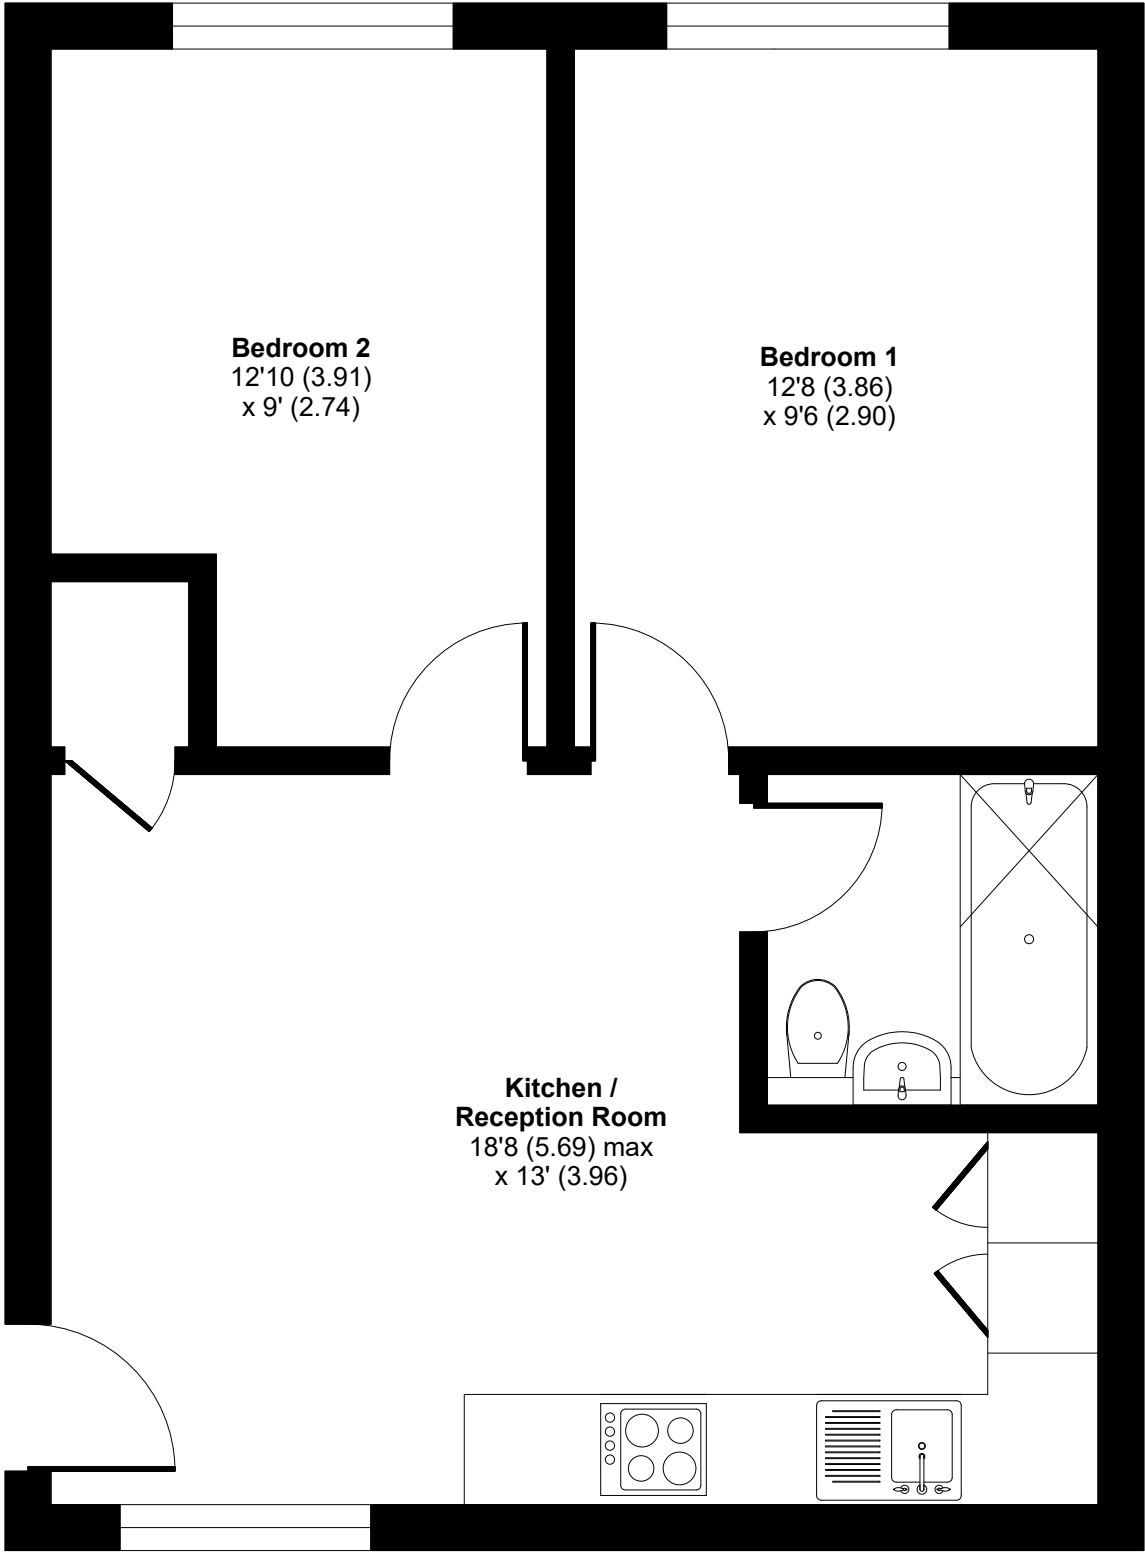 Bedroom 2
12'10 (3.91)
x 9' (2.74)
Bedroom 1
12'8 (3.86)
x 9'6 (2.90)
Kitchen /
Reception Room
18'8 (5.69) max
x 13' (3.96)